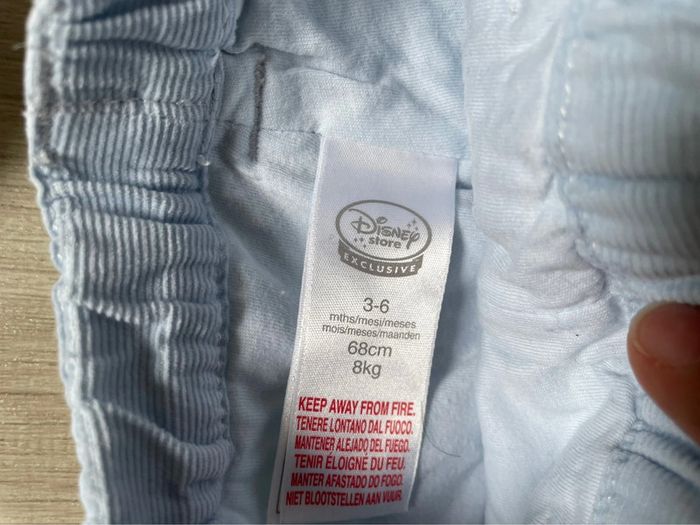 Disney
store
EXCLUSIVE
3-6
mths/mesi/meses
mois/meses/maanden
68cm
8kg
KEEP AWAY FROM FIRE.
TENERE LONTANO DAL FUOCO.
MANTENER ALEJADO DEL FUEGO.
TENIR ÉLOIGNÉ DU FEU.
MANTER AFASTADO DO FOGO.
NIET BLOOTSTELLEN AAN VUUR.